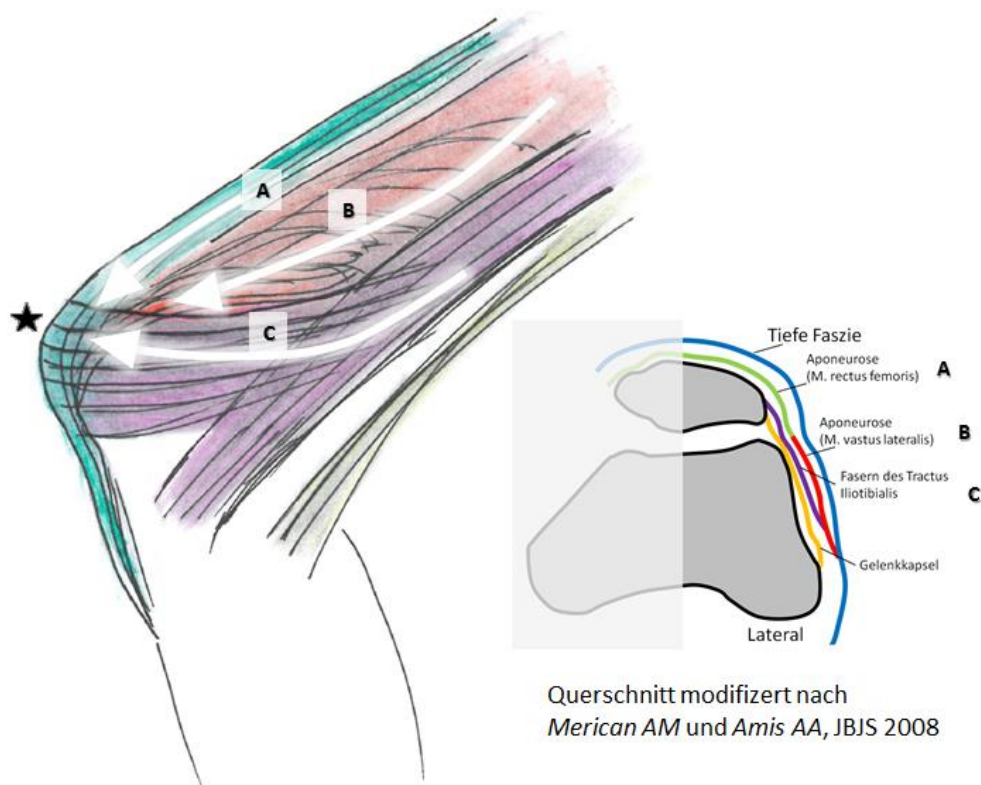 A
B
C
Tiefe Faszie
Aponeurose
(M. rectus femoris)
A
Aponeurose
(M. vastus lateralis)
B
Fasern des Tractus
Iliotibialis
C
Gelenkkapsel
Lateral
Querschnitt modifizert nach
Merican AM und Amis AA, JBJS 2008